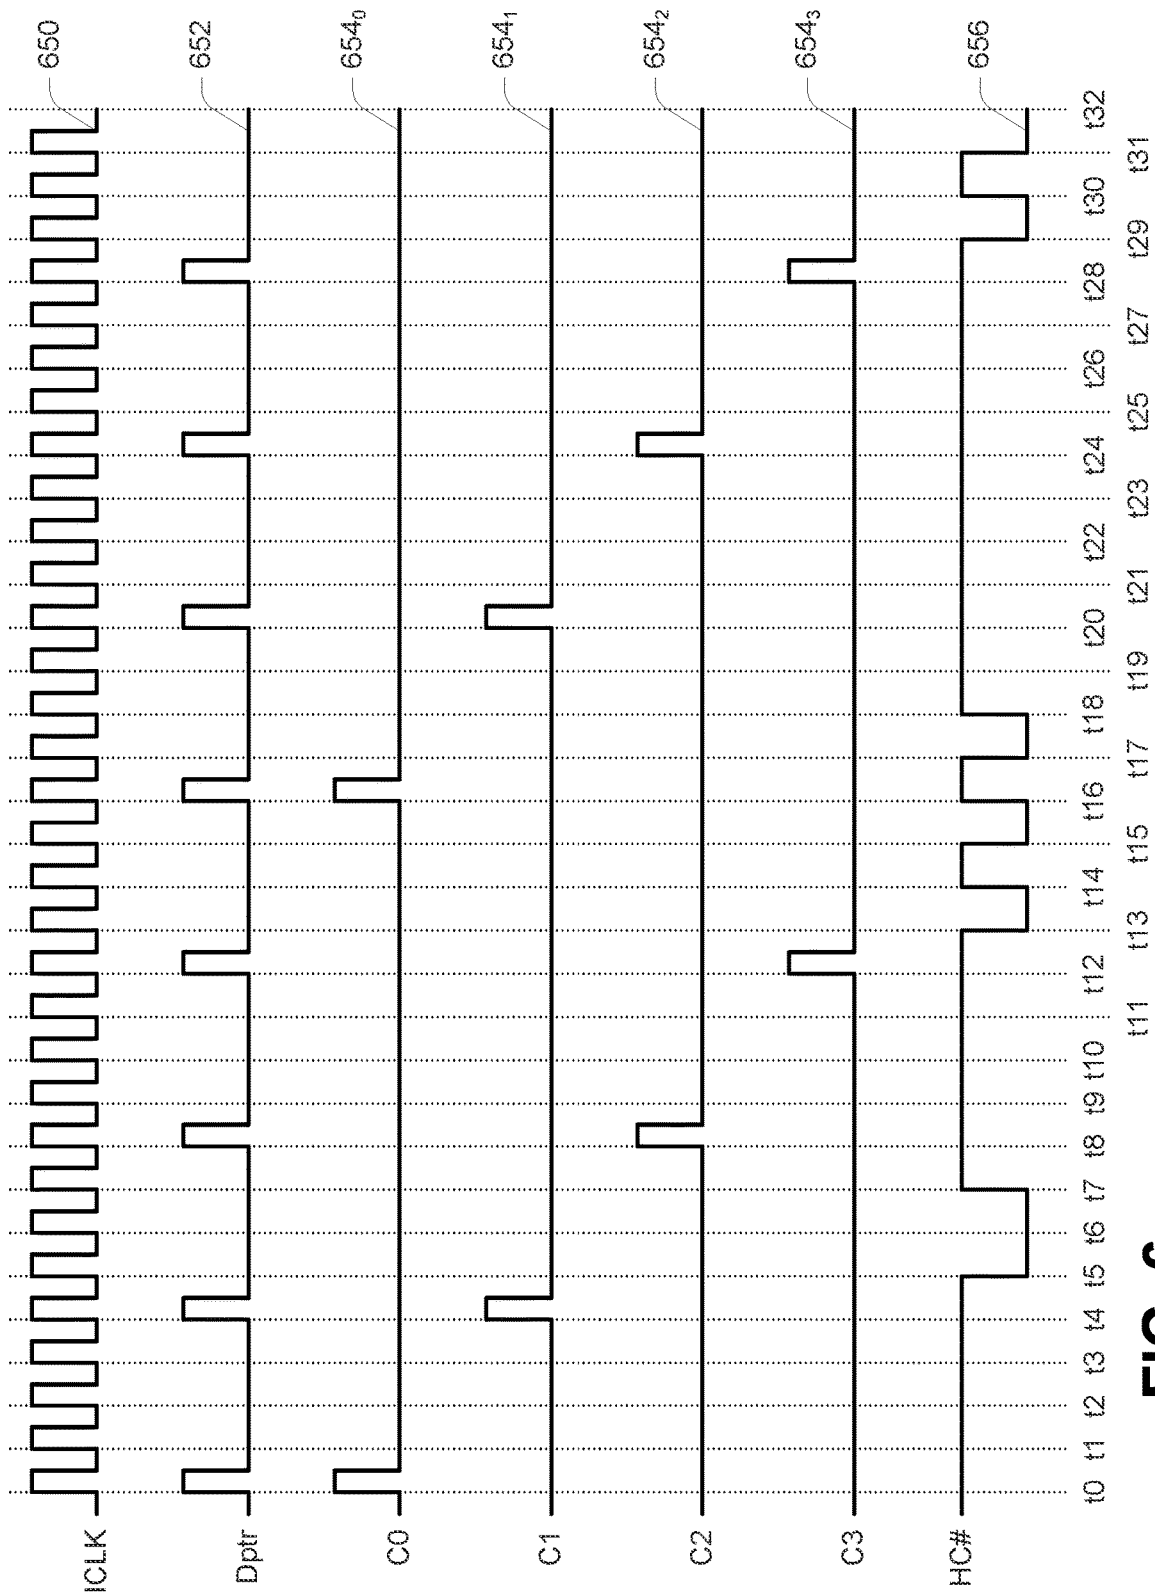 ICLK 650
Dptr 652
C0 654₀
C1 654₁
C2 654₂
C3 654₃
HC# 656
t0 t1 t2 t3 t4 t5 t6 t7 t8 t9 t10 t12 t14 t16 t18 t20 t22 t24 t26 t28 t30 t32
t11 t13 t15 t17 t19 t21 t23 t25 t27 t29 t31
FIG.